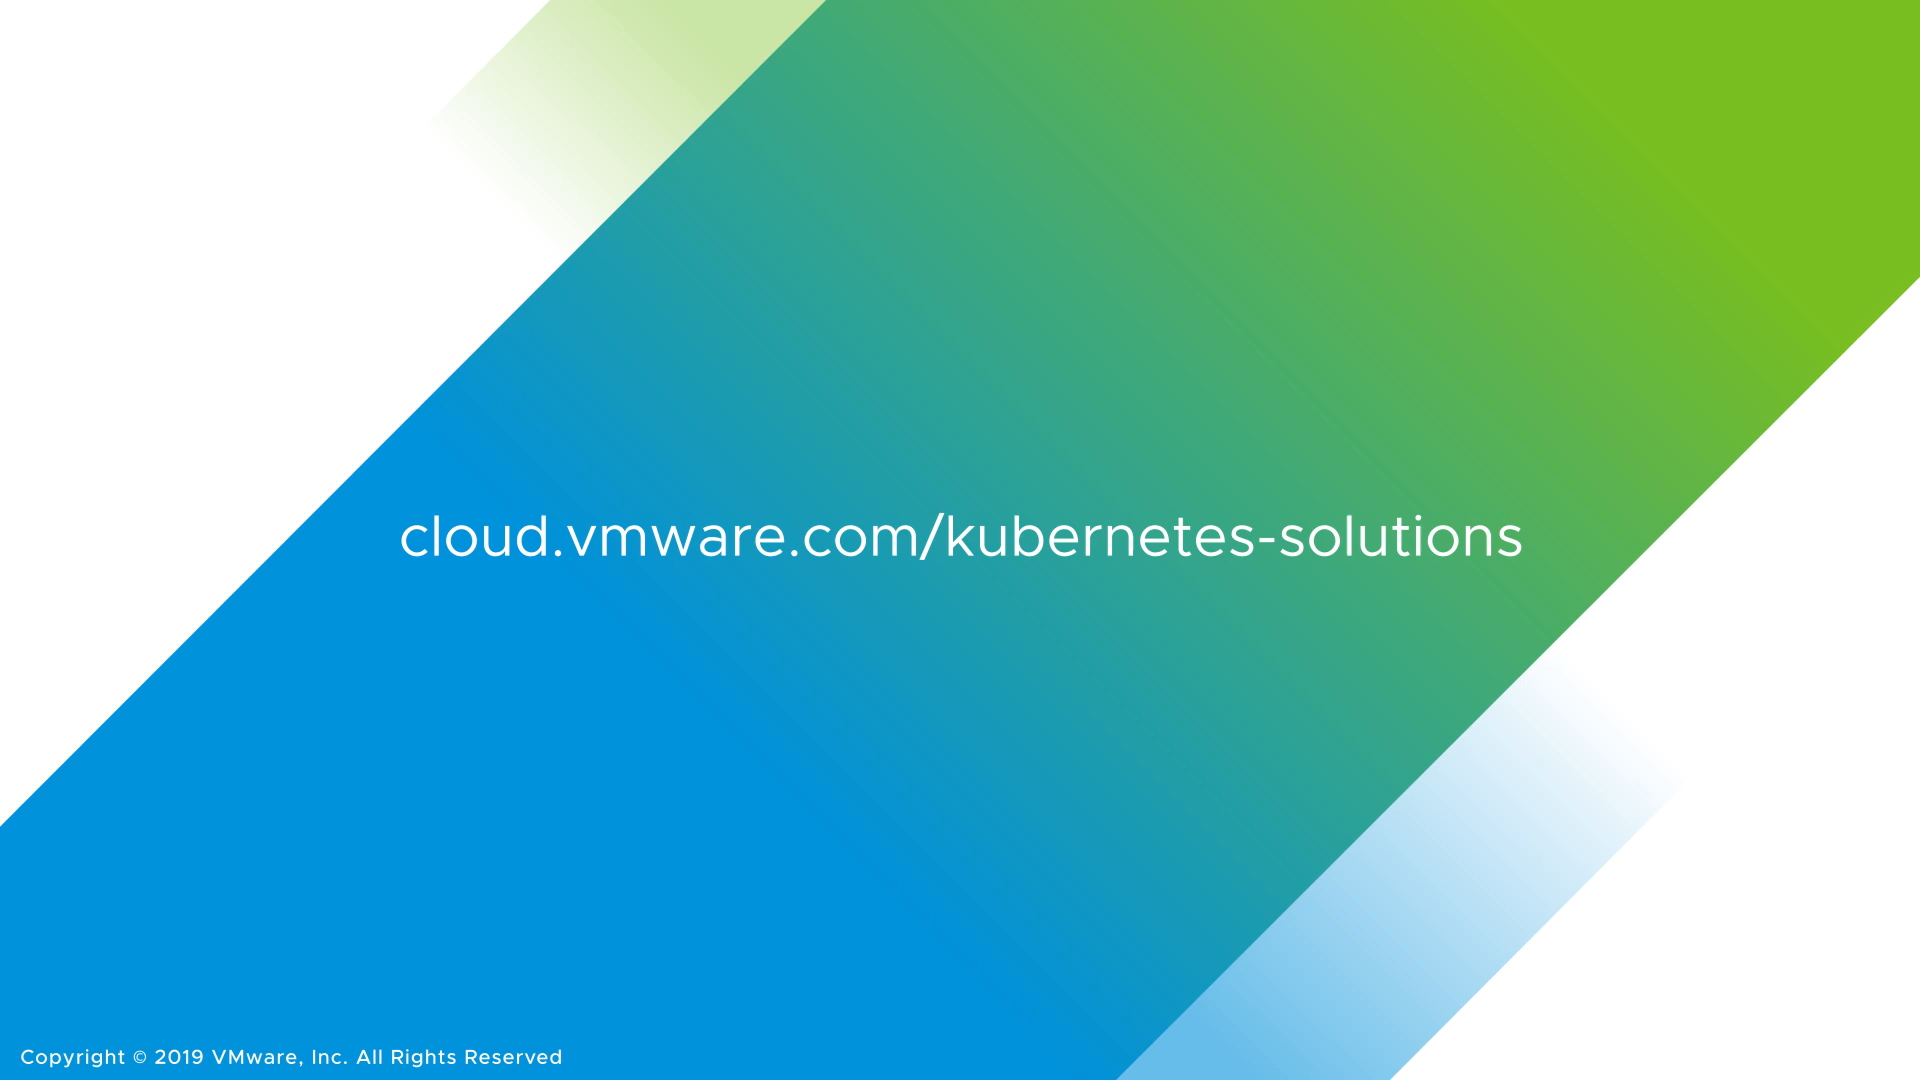 cloud.vmware.com/kubernetes-solutions
Copyright © 2019 VMware, Inc. All Rights Reserved